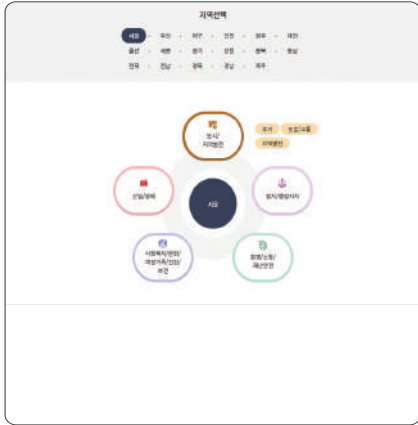 지역선택
서울 부산 대구 인천 광주 대전
울산 세종 경기 강원 충북 충남
전북 전남 경북 경남 제주
도시/
지역발전
주거 도로/교통
지역발전
산업/경제
서울
정치/행정자치
사회복지/문화/
여성가족/인권/
보건
환경/소방/
재난안전